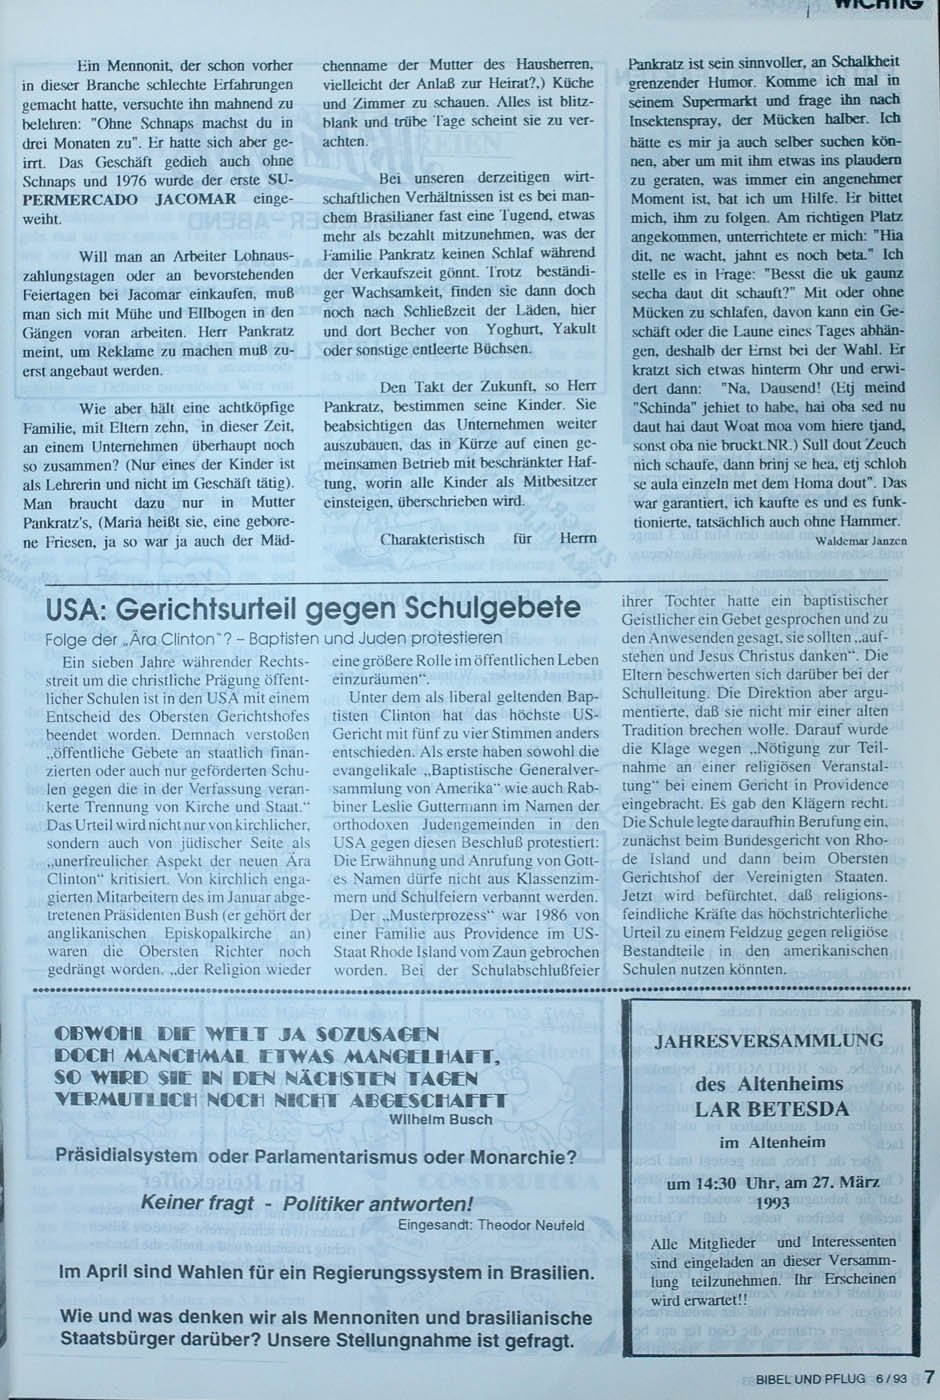 WICHTIG
Ein Mennonit, der schon vorher
in dieser Branche schlechte Erfahrungen
gemacht hatte, versuchte ihn mahnend zu
belehren: "Ohne Schnaps machst du in
drei Monaten zu". Er hatte sich aber ge-
irrt. Das Geschäft gedieh auch ohne
Schnaps und 1976 wurde der erste SU-
PERMERCADO JACOMAR einge-
weiht.
Will man an Arbeiter Lohnaus-
zahlungstagen oder an bevorstehenden
Feiertagen bei Jacomar einkaufen, muß
man sich mit Mühe und Ellbogen in den
Gängen voran arbeiten. Herr Pankratz
meint, um Reklame zu machen muß zu-
erst angebaut werden.
Wie aber hält eine achtköpfige
Familie, mit Eltern zehn, in dieser Zeit,
an einem Unternehmen überhaupt noch
so zusammen? (Nur eines der Kinder ist
als Lehrerin und nicht im Geschäft tätig).
Man braucht dazu nur in Mutter
Pankratz's, (Maria heißt sie, eine gebore-
ne Friesen, ja so war ja auch der Mäd-
chenname der Mutter des Hausherren,
vielleicht der Anlaß zur Heirat?,) Küche
und Zimmer zu schauen. Alles ist blitz-
blank und trübe Tage scheint sie zu ver-
achten.
Bei unseren derzeitigen wirt-
schaftlichen Verhältnissen ist es bei man-
chem Brasilianer fast eine Tugend, etwas
mehr als bezahlt mitzunehmen, was der
Familie Pankratz keinen Schlaf während
der Verkaufszeit gönnt. Trotz beständi-
ger Wachsamkeit, finden sie dann doch
noch nach Schließzeit der Läden, hier
und dort Becher von Yoghurt, Yakult
oder sonstige entleerte Büchsen.
Den Takt der Zukunft, so Herr
Pankratz, bestimmen seine Kinder. Sie
beabsichtigen das Unternehmen weiter
auszubauen, das in Kürze auf einen ge-
meinsamen Betrieb mit beschränkter Haf-
tung, worin alle Kinder als Mitbesitzer
einsteigen, überschrieben wird.
Charakteristisch für Herrn
Pankratz ist sein sinnvoller, an Schalkheit
grenzender Humor. Komme ich mal in
seinem Supermarkt und frage ihn nach
Insektenspray, der Mücken halber. Ich
hätte es mir ja auch selber suchen kön-
nen, aber um mit ihm etwas ins plaudern
zu geraten, was immer ein angenehmer
Moment ist, bat ich um Hilfe. Er bittet
mich, ihm zu folgen. Am richtigen Platz
angekommen, unterrichtete er mich: "Hia
dit, ne wacht, jahnt es noch beta." Ich
stelle es in Frage: "Besst die uk gaunz
secha daut dit schauft?" Mit oder ohne
Mücken zu schlafen, davon kann ein Ge-
schäft oder die Laune eines Tages abhän-
gen, deshalb der Ernst bei der Wahl. Er
kratzt sich etwas hinterm Ohr und erwi-
dert dann: "Na, Dausend! (Etj meind
"Schinda" jehiet to habe, hai oba sed nu
daut hai daut Woat moa vom hiere tjand,
sonst oba nie bruckt.NR.) Sull dout Zeuch
nich schaufe, dann brinj se hea, etj schloh
se aula einzeln met dem Homa dout". Das
war garantiert, ich kaufte es und es funk-
tionierte, tatsächlich auch ohne Hammer.
Waldemar Janzen
USA: Gerichtsurteil gegen Schulgebete
Folge der „Ära Clinton"? – Baptisten und Juden protestieren
Ein sieben Jahre währender Rechts-
streit um die christliche Prägung öffent-
licher Schulen ist in den USA mit einem
Entscheid des Obersten Gerichtshofes
beendet worden. Demnach verstoßen
„öffentliche Gebete an staatlich finan-
zierten oder auch nur geförderten Schu-
len gegen die in der Verfassung veran-
kerte Trennung von Kirche und Staat."
Das Urteil wird nicht nur von kirchlicher,
sondern auch von jüdischer Seite als
„unerfreulicher Aspekt der neuen Ära
Clinton" kritisiert. Von kirchlich enga-
gierten Mitarbeitern des im Januar abge-
tretenen Präsidenten Bush (er gehört der
anglikanischen Episkopalkirche an)
waren die Obersten Richter noch
gedrängt worden, „der Religion wieder
eine größere Rolle im öffentlichen Leben
einzuräumen".
Unter dem als liberal geltenden Bap-
tisten Clinton hat das höchste US-
Gericht mit fünf zu vier Stimmen anders
entschieden. Als erste haben sowohl die
evangelikale „Baptistische Generalver-
sammlung von Amerika" wie auch Rab-
biner Leslie Guttermann im Namen der
orthodoxen Judengemeinden in den
USA gegen diesen Beschluß protestiert:
Die Erwähnung und Anrufung von Gott-
es Namen dürfe nicht aus Klassenzim-
mern und Schulfeiern verbannt werden.
Der „Musterprozess" war 1986 von
einer Familie aus Providence im US-
Staat Rhode Island vom Zaun gebrochen
worden. Bei der Schulabschlußfeier
ihrer Tochter hatte ein baptistischer
Geistlicher ein Gebet gesprochen und zu
den Anwesenden gesagt, sie sollten „auf-
stehen und Jesus Christus danken". Die
Eltern beschwerten sich darüber bei der
Schulleitung. Die Direktion aber argu-
mentierte, daß sie nicht mir einer alten
Tradition brechen wolle. Darauf wurde
die Klage wegen „Nötigung zur Teil-
nahme an einer religiösen Veranstal-
tung" bei einem Gericht in Providence
eingebracht. Es gab den Klägern recht.
Die Schule legte daraufhin Berufung ein,
zunächst beim Bundesgericht von Rho-
de Island und dann beim Obersten
Gerichtshof der Vereinigten Staaten.
Jetzt wird befürchtet, daß religions-
feindliche Kräfte das höchstrichterliche
Urteil zu einem Feldzug gegen religiöse
Bestandteile in den amerikanischen
Schulen nutzen könnten.
OBWOHL DIE WELT JA SOZUSAGEN
DOCH MANCHMAL ETWAS MANGELHAFT,
SO WIRD SIE IN DEN NÄCHSTEN TAGEN
VERMUTLICH NOCH NICHT ABGESCHAFFT
Wilhelm Busch
Präsidialsystem oder Parlamentarismus oder Monarchie?
Keiner fragt - Politiker antworten!
Eingesandt: Theodor Neufeld
Im April sind Wahlen für ein Regierungssystem in Brasilien.
Wie und was denken wir als Mennoniten und brasilianische
Staatsbürger darüber? Unsere Stellungnahme ist gefragt.
JAHRESVERSAMMLUNG
des Altenheims
LAR BETESDA
im Altenheim
um 14:30 Uhr, am 27. März
1993
Alle Mitglieder und Interessenten
sind eingeladen an dieser Versamm-
lung teilzunehmen. Ihr Erscheinen
wird erwartet!!
BIBEL UND PFLUG 6/93 7